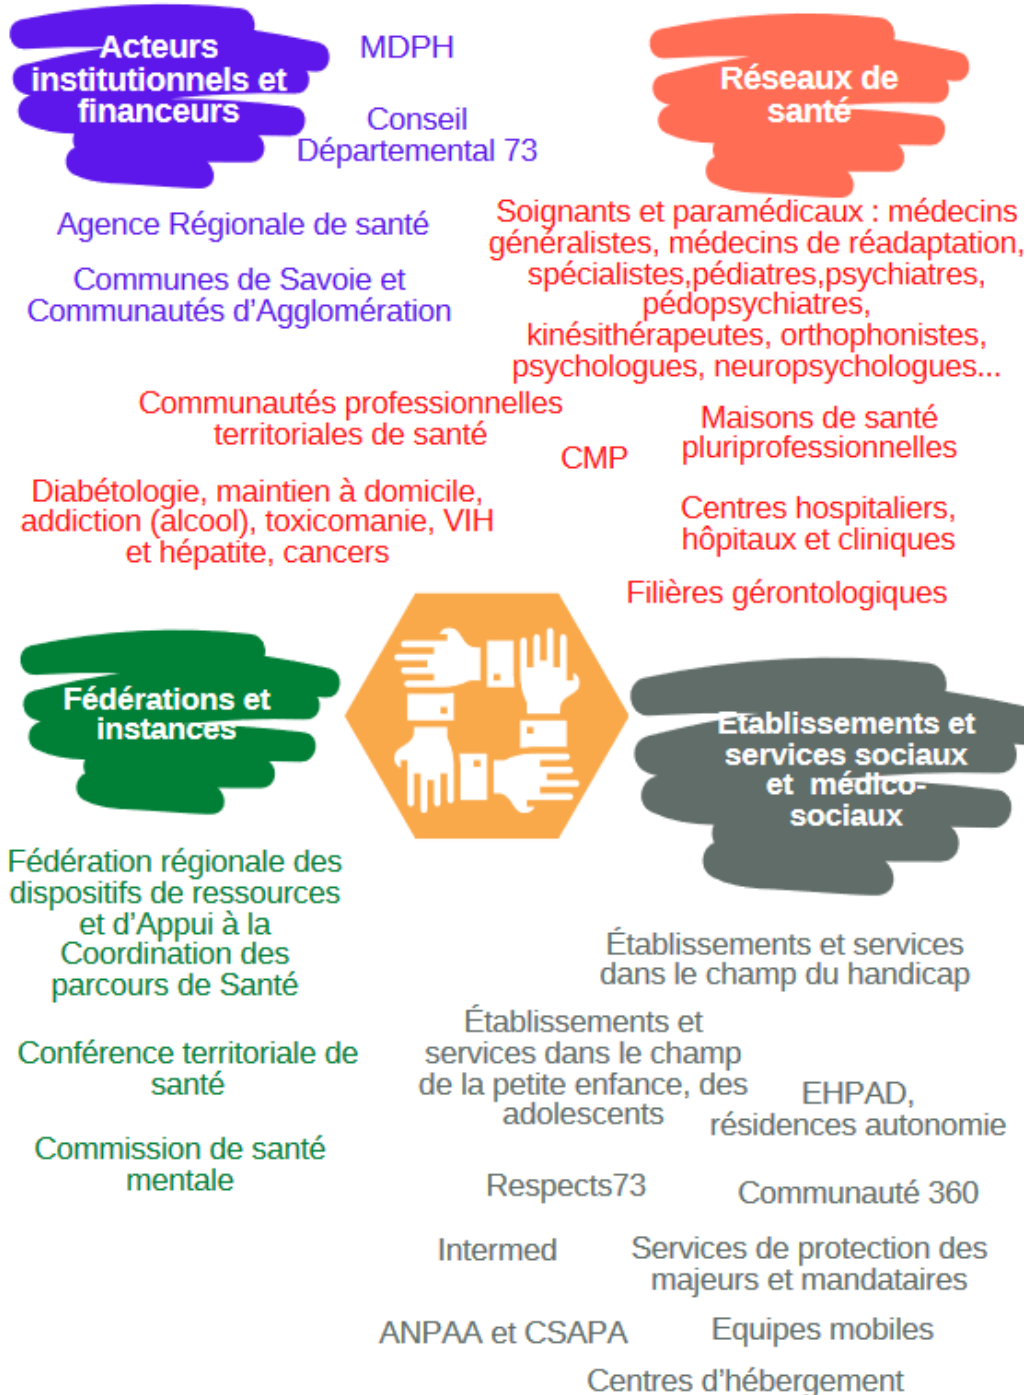 Acteurs
institutionnels et
financeurs
MDPH
Conseil
Départemental 73
Agence Régionale de santé
Communes de Savoie et
Communautés d'Agglomération
Réseaux de
santé
Soignants et paramédicaux : médecins
généralistes, médecins de réadaptation,
spécialistes,pédiatres,psychiatres,
pédopsychiatres,
kinésithérapeutes, orthophonistes,
psychologues, neuropsychologues...
Communautés professionnelles
territoriales de santé
CMP
Maisons de santé
pluriprofessionnelles
Diabétologie, maintien à domicile,
addiction (alcool), toxicomanie, VIH
et hépatite, cancers
Centres hospitaliers,
hôpitaux et cliniques
Filières gérontologiques
Fédérations et
instances
Fédération régionale des
dispositifs de ressources
et d'Appui à la
Coordination des
parcours de Santé
Conférence territoriale de
santé
Commission de santé
mentale
Etablissements et
services sociaux
et médico-
sociaux
Établissements et services
dans le champ du handicap
Établissements et
services dans le champ
de la petite enfance, des
adolescents
EHPAD,
résidences autonomie
Respects73
Communauté 360
Intermed
Services de protection des
majeurs et mandataires
ANPAA et CSAPA
Equipes mobiles
Centres d'hébergement